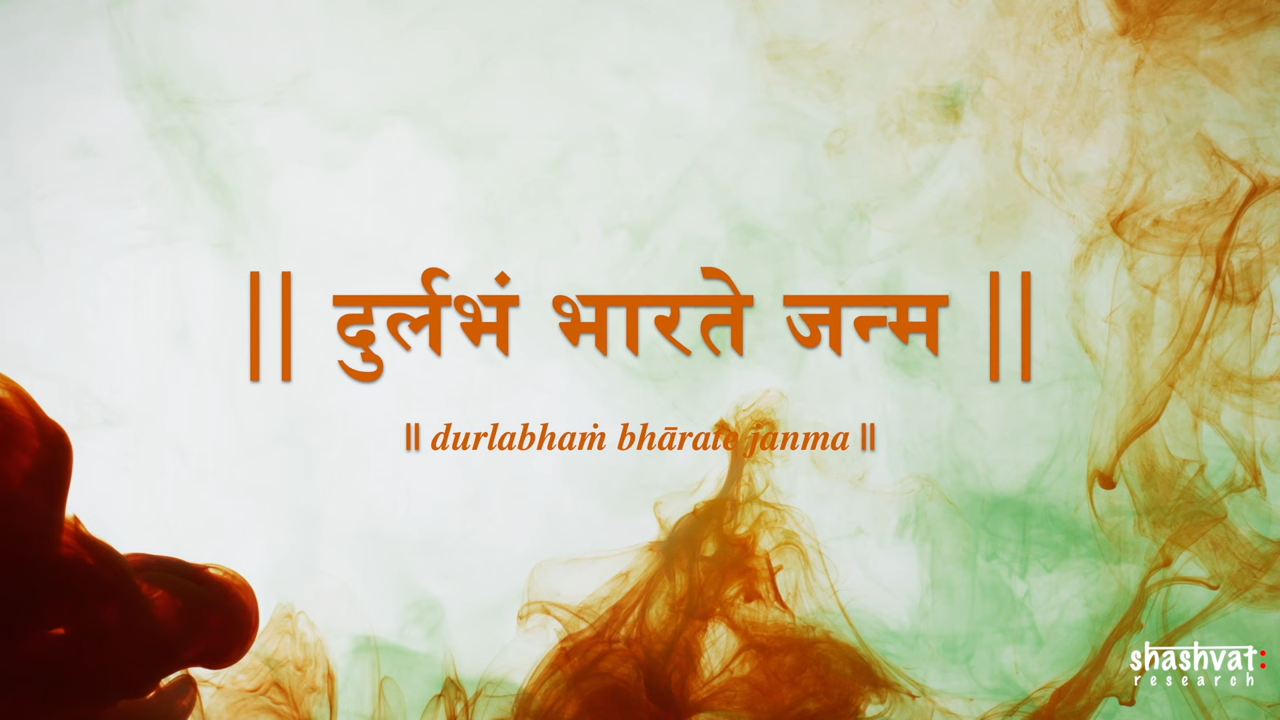 || दुर्लभं भारते जन्म ||
|| durlabhaṁ bhārate janma ||
shashvat:
research